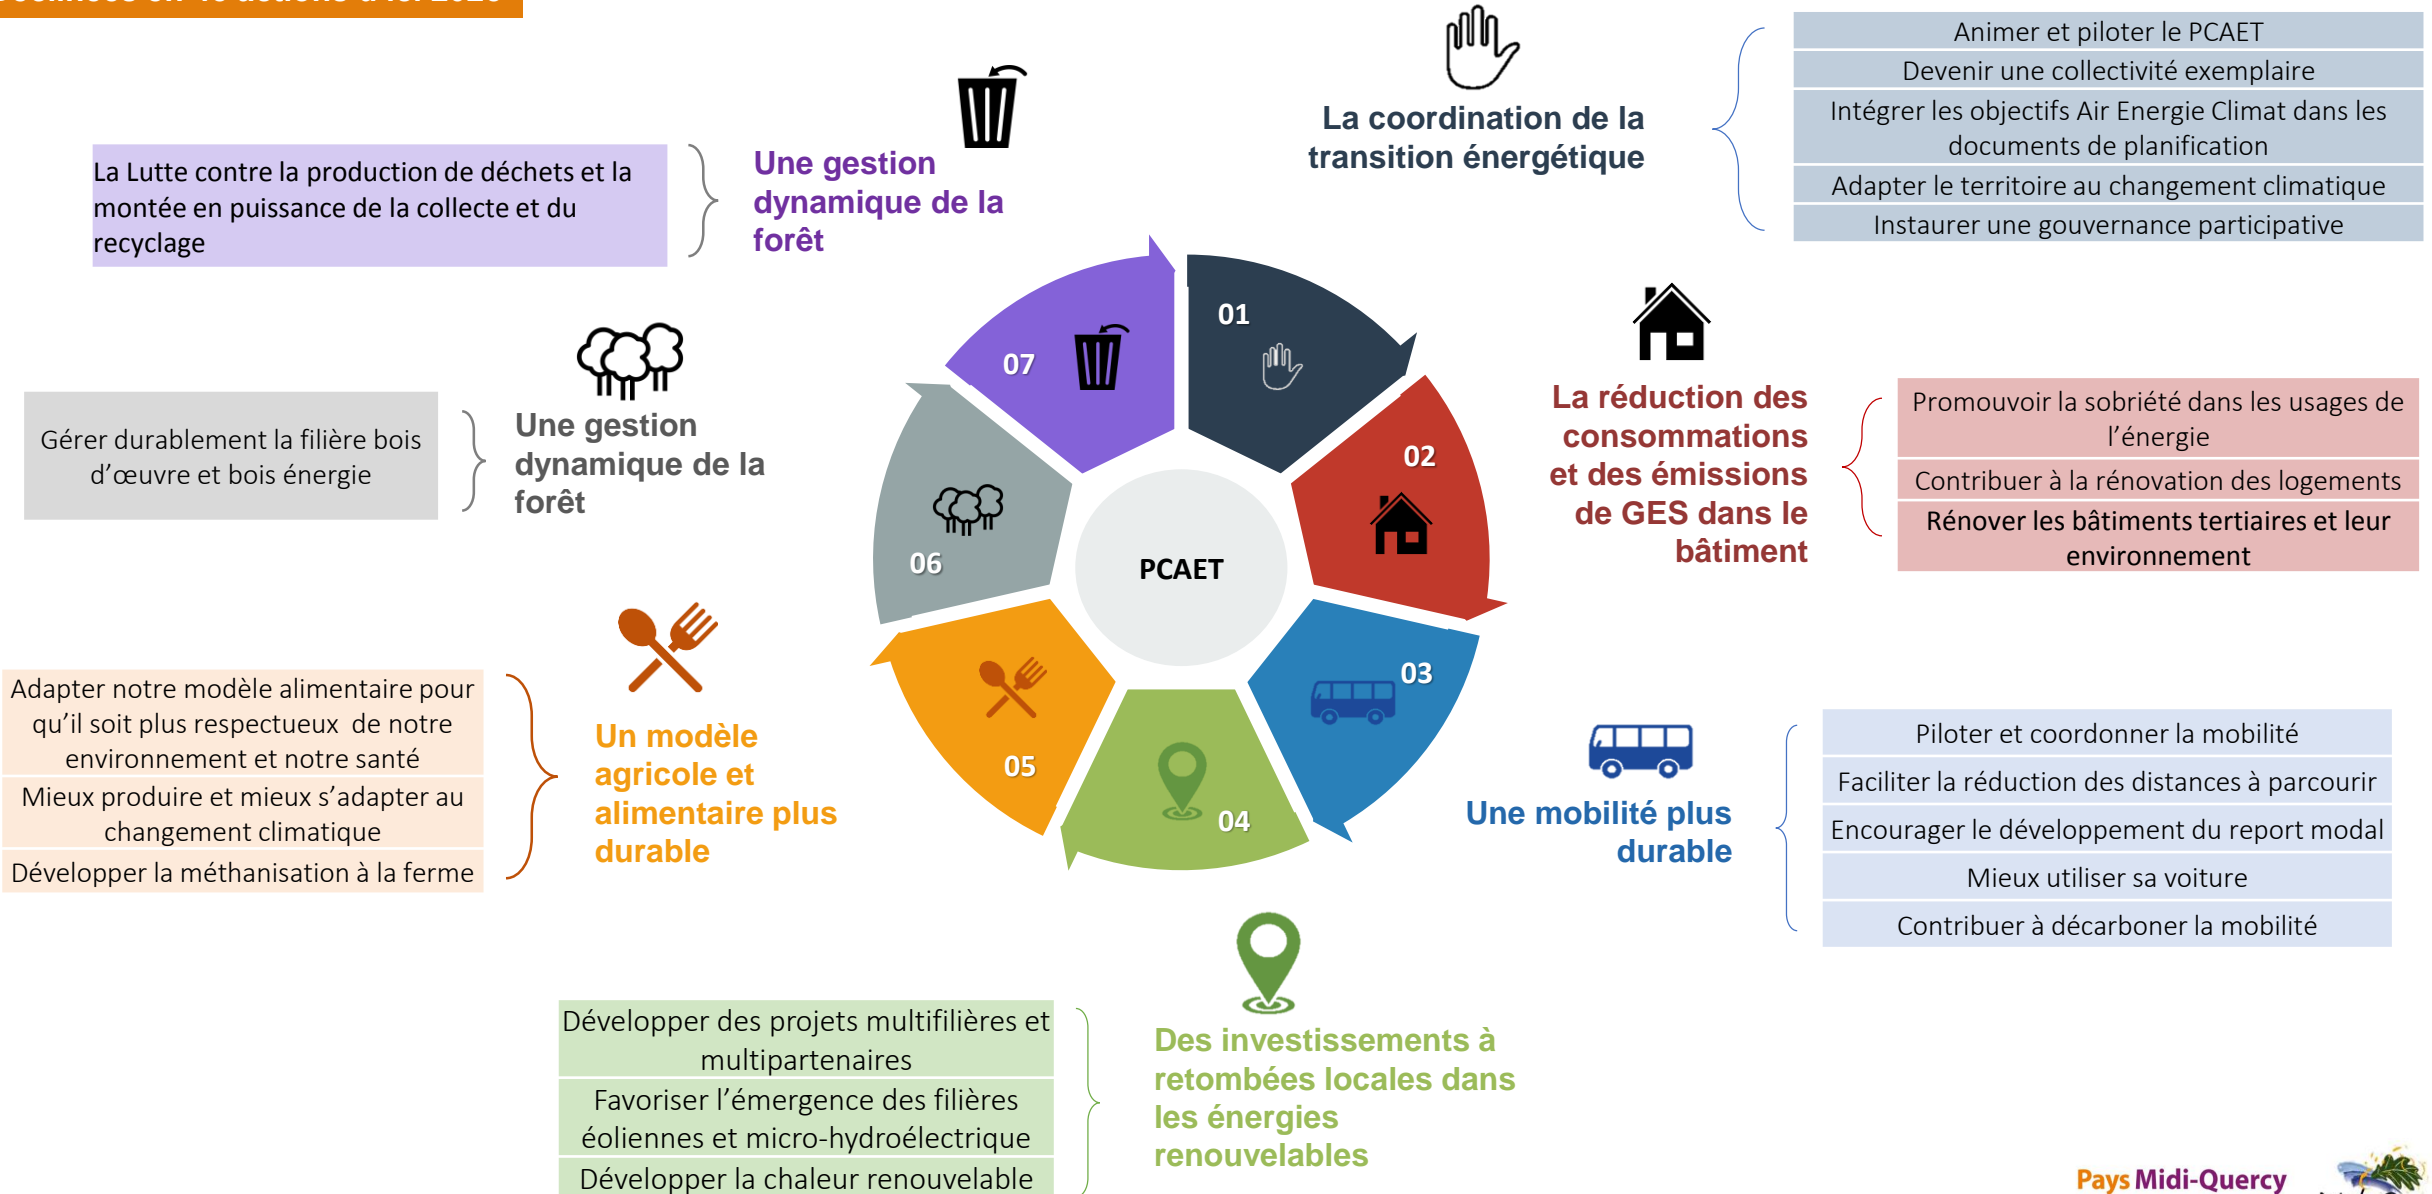 Animer et piloter le PCAET
Devenir une collectivité exemplaire
Intégrer les objectifs Air Energie Climat dans les
documents de planification
Adapter le territoire au changement climatique
Instaurer une gouvernance participative
La coordination de la
transition énergétique
La Lutte contre la production de déchets et la
montée en puissance de la collecte et du
recyclage
Une gestion
dynamique de la
forêt
01
07
02
06
03
05
04
PCAET
Gérer durablement la filière bois
d’œuvre et bois énergie
Une gestion
dynamique de la
forêt
La réduction des
consommations
et des émissions
de GES dans le
bâtiment
Promouvoir la sobriété dans les usages de
l’énergie
Contribuer à la rénovation des logements
Rénover les bâtiments tertiaires et leur
environnement
Adapter notre modèle alimentaire pour
qu’il soit plus respectueux  de notre
environnement et notre santé
Mieux produire et mieux s’adapter au
changement climatique
Développer la méthanisation à la ferme
Un modèle
agricole et
alimentaire plus
durable
Une mobilité plus
durable
Piloter et coordonner la mobilité
Faciliter la réduction des distances à parcourir
Encourager le développement du report modal
Mieux utiliser sa voiture
Contribuer à décarboner la mobilité
Développer des projets multifilières et
multipartenaires
Favoriser l’émergence des filières
éoliennes et micro-hydroélectrique
Développer la chaleur renouvelable
Des investissements à
retombées locales dans
les énergies
renouvelables
Pays Midi-Quercy